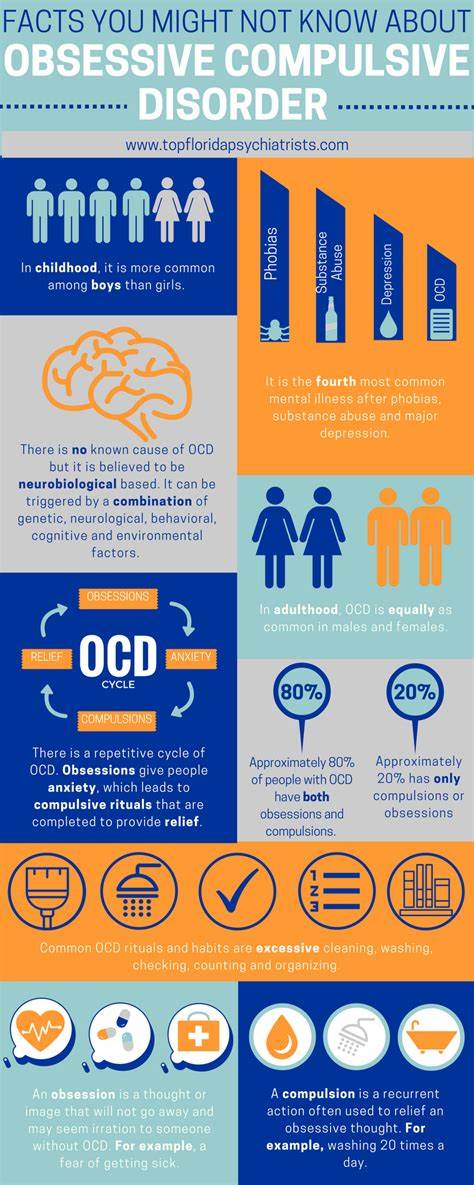 FACTS YOU MIGHT NOT KNOW ABOUT
OBSESSIVE COMPULSIVE
DISORDER
www.topfloridapsychiatrists.com
In childhood, it is more common
among boys than girls.
Phobias
Substance
Abuse
Depression
OCD
It is the fourth most common
mental illness after phobias,
substance abuse and major
depression.
There is no known cause of OCD
but it is believed to be
neurobiological based. It can be
triggered by a combination of
genetic, neurological, behavioral,
cognitive and environmental
factors.
In adulthood, OCD is equally as
common in males and females.
OBSESSIONS
RELIEF
OCD
CYCLE
ANXIETY
COMPULSIONS
There is a repetitive cycle of
OCD. Obsessions give people
anxiety, which leads to
compulsive rituals that are
completed to provide relief.
80%
Approximately 80%
of people with OCD
have both
obsessions and
compulsions.
20%
Approximately
20% has only
compulsions or
obsessions
1
2
3
Common OCD rituals and habits are excessive cleaning, washing,
checking, counting and organizing.
An obsession is a thought or
image that will not go away and
may seem irration to someone
without OCD. For example, a
fear of getting sick.
A compulsion is a recurrent
action often used to relief an
obsessive thought. For
example, washing 20 times a
day.